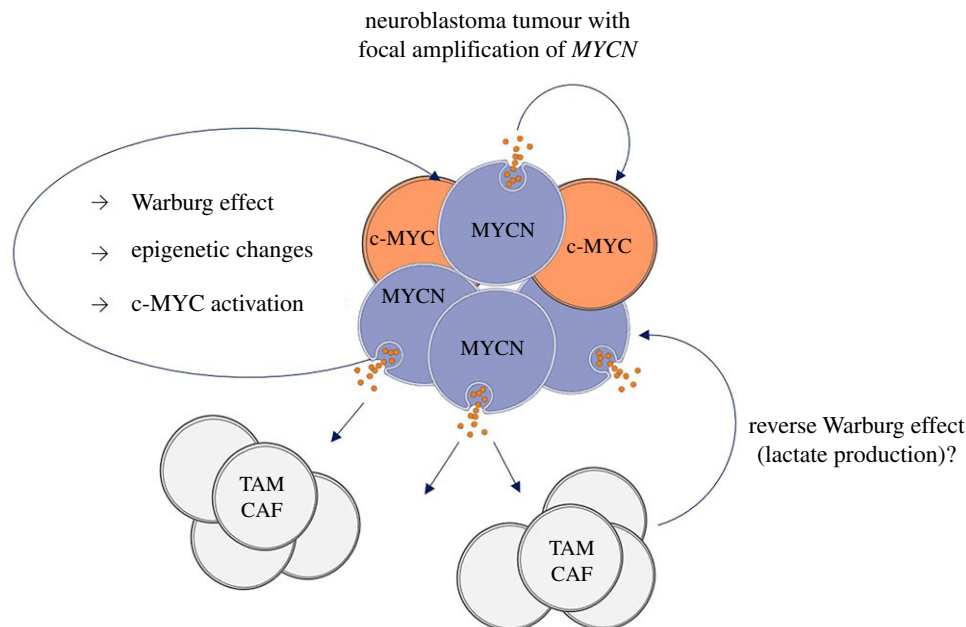 neuroblastoma tumour with
focal amplification of MYCN
→ Warburg effect
→ epigenetic changes
→ c-MYC activation
c-MYC
MYCN
c-MYC
MYCN
MYCN
reverse Warburg effect
(lactate production)?
TAM
CAF
TAM
CAF